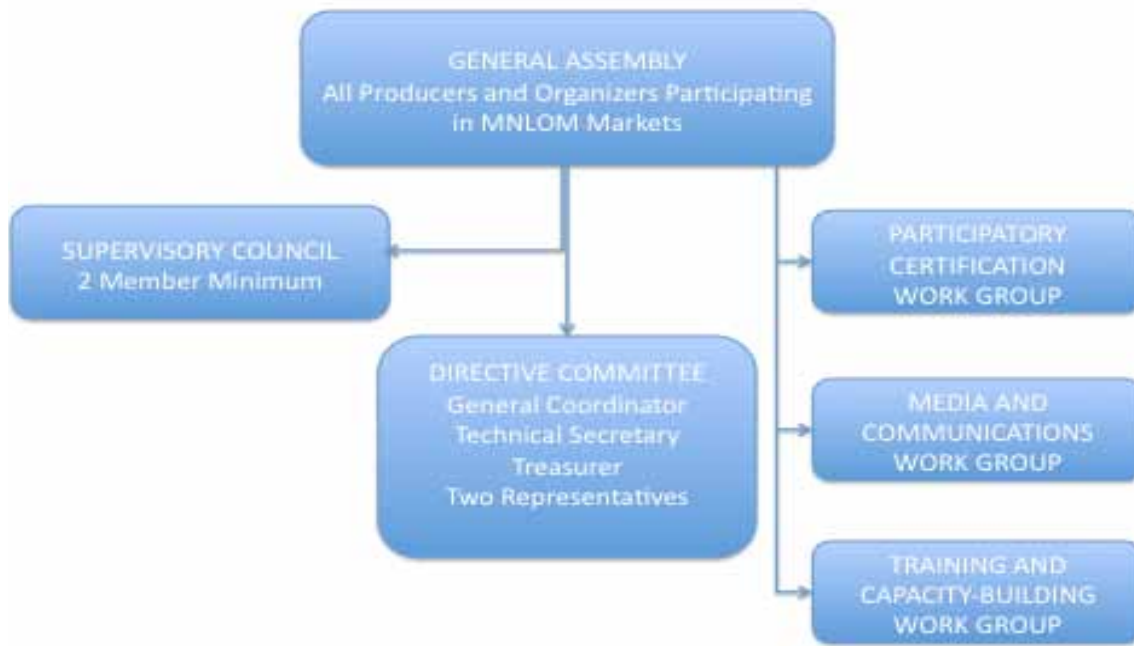 GENERAL ASSEMBLY
All Producers and Organizers Participating
in MNLOM Markets
SUPERVISORY COUNCIL
2 Member Minimum
DIRECTIVE COMMITTEE
General Coordinator
Technical Secretary
Treasurer
Two Representatives
PARTICIPATORY
CERTIFICATION
WORK GROUP
MEDIA AND
COMMUNICATIONS
WORK GROUP
TRAINING AND
CAPACITY-BUILDING
WORK GROUP